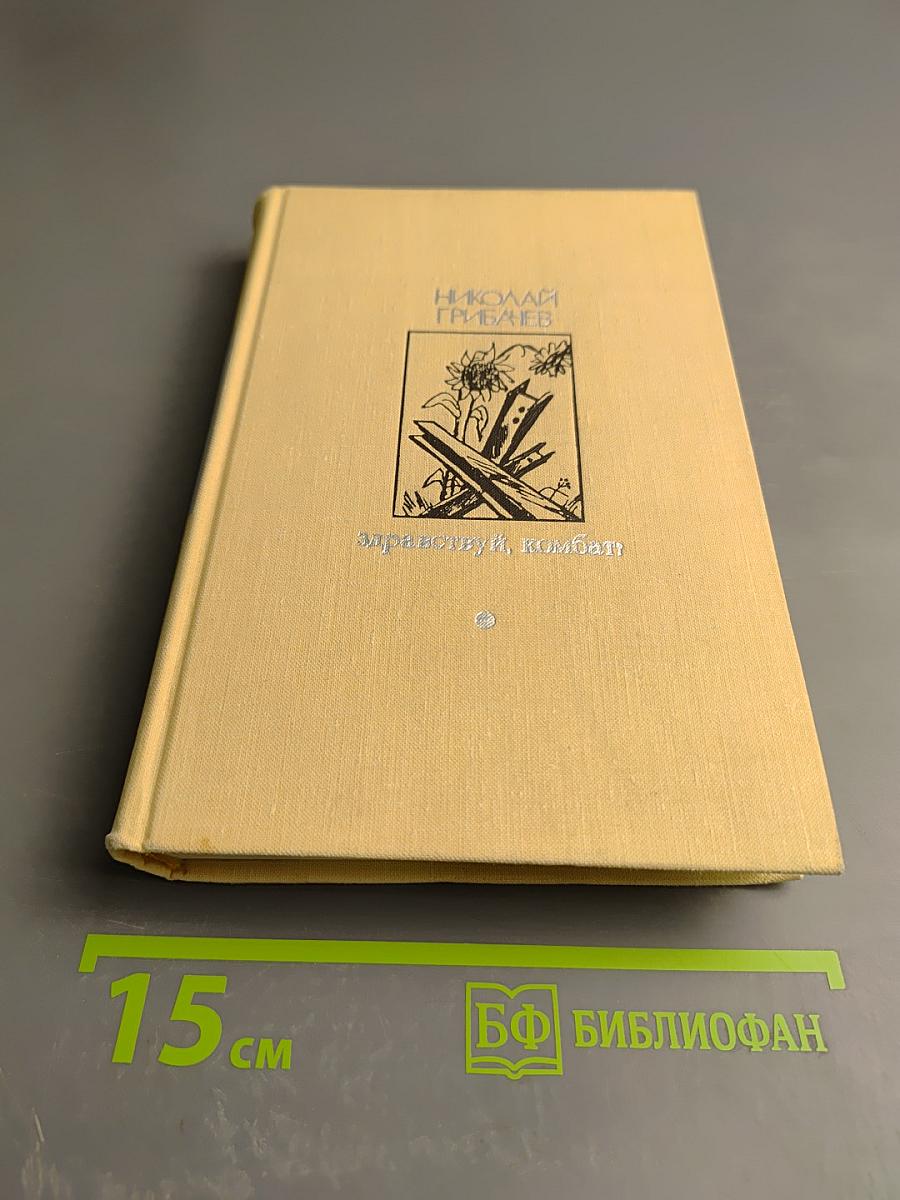 НИКОЛАЙ
ГРИБАЧЕВ
здравствуй, комбат!
15 см
БФ БИБЛИОФАН